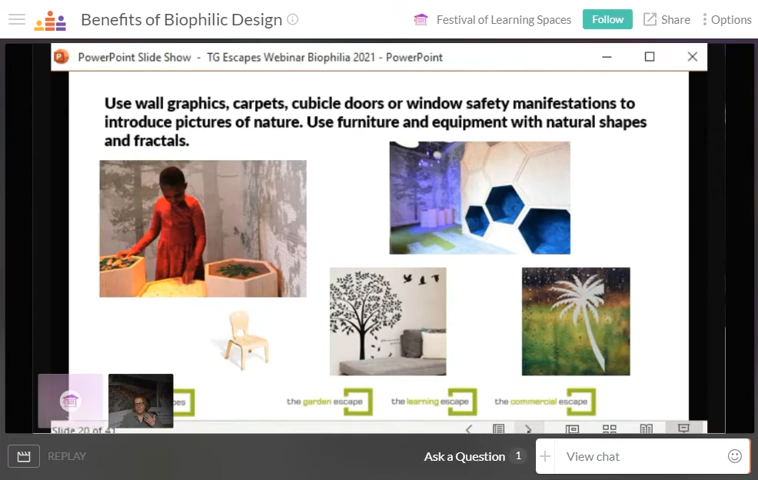 Benefits of Biophilic Design
Festival of Learning Spaces
Follow
Share
Options
PowerPoint Slide Show - TG Escapes Webinar Biophilia 2021 - PowerPoint
Use wall graphics, carpets, cubicle doors or window safety manifestations to
introduce pictures of nature. Use furniture and equipment with natural shapes
and fractals.
the garden escape
the learning escape
the commercial escape
Slide 20 of 41
REPLAY
Ask a Question 1
View chat